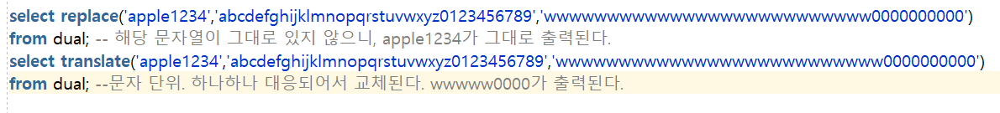 select replace('apple1234','abcdefghijklmnopqrstuvwxyz0123456789','wwwwwwwwwwwwwwwwwwwwwwwwww0000000000')
from dual; -- 해당 문자열이 그대로 있지 않으니, apple1234가 그대로 출력된다.
select translate('apple1234','abcdefghijklmnopqrstuvwxyz0123456789','wwwwwwwwwwwwwwwwwwwwwwwwww0000000000')
from dual; --문자 단위. 하나하나 대응되어서 교체된다. wwwww0000가 출력된다.